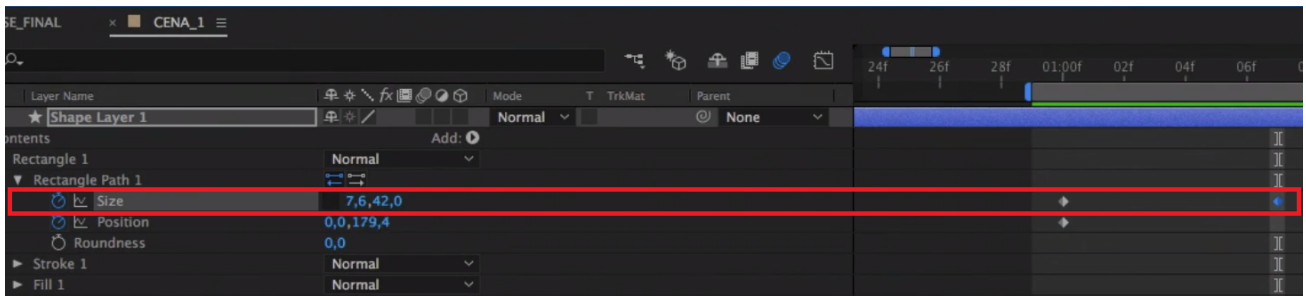 SE_FINAL × CENA_1 ≡
24f 26f 28f 01:00f 02f 04f 06f
Layer Name fx Mode T TrkMat Parent
★ Shape Layer 1 Normal None
ontents Add:
Rectangle 1 Normal
Rectangle Path 1
Size 7,6,42,0
Position 0,0,179,4
Roundness 0,0
Stroke 1 Normal
Fill 1 Normal